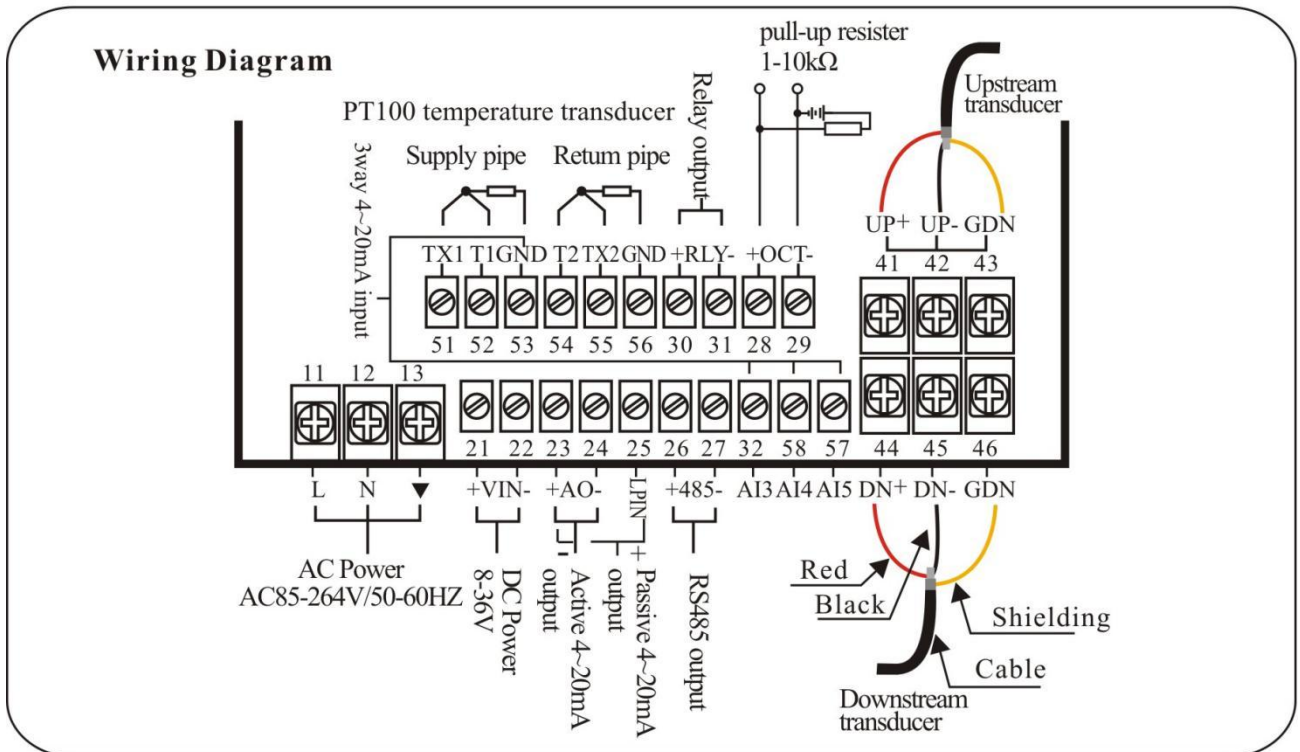 Wiring Diagram
pull-up resister
1-10kΩ
Upstream
transducer
PT100 temperature transducer
Relay output
3way 4~20mA input
Supply pipe
Retum pipe
UP+ UP- GDN
TX1 T1 GND T2 TX2 GND +RLY- +OCT-
41 42 43
51 52 53 54 55 56 30 31 28 29
11 12 13
21 22 23 24 25 26 27 32 58 57 44 45 46
L N ▼ +VIN- +AO- LPIN +485- AI3 AI4 AI5 DN+ DN- GDN
AC Power
AC85-264V/50-60HZ
DC Power
8-36V
Active 4~20mA
output
+ Passive 4~20mA
output
RS485 output
Red
Black
Shielding
Cable
Downstream
transducer